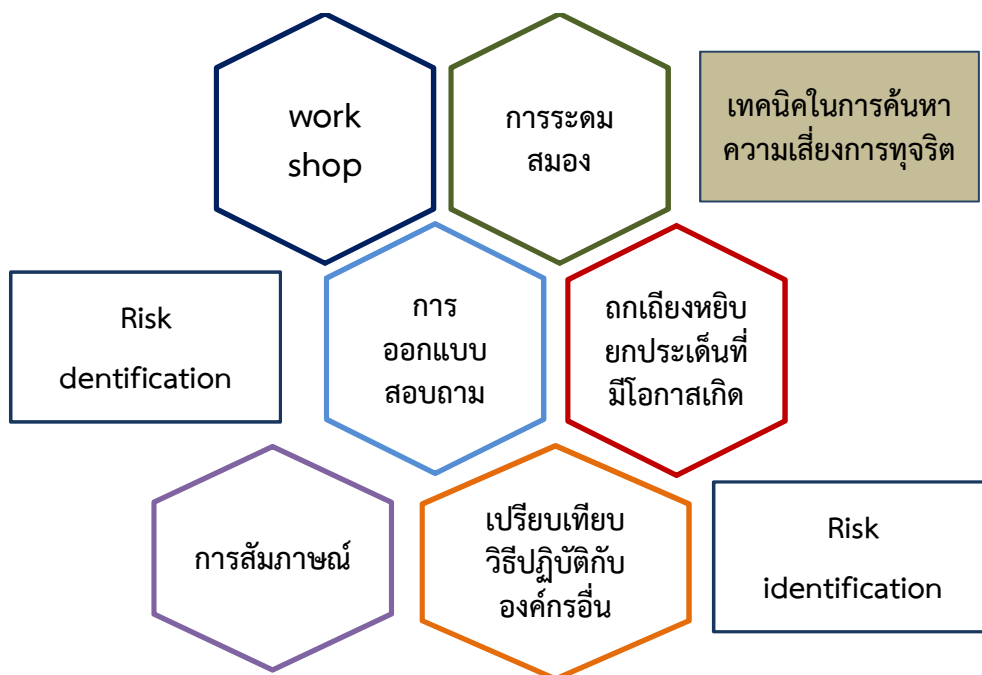 work
shop
การระดม
สมอง
เทคนิคในการค้นหา
ความเสี่ยงการทุจริต
Risk
dentification
การ
ออกแบบ
สอบถาม
ถกเถียงหยิบ
ยกประเด็นที่
มีโอกาสเกิด
การสัมภาษณ์
เปรียบเทียบ
วิธีปฏิบัติกับ
องค์กรอื่น
Risk
identification